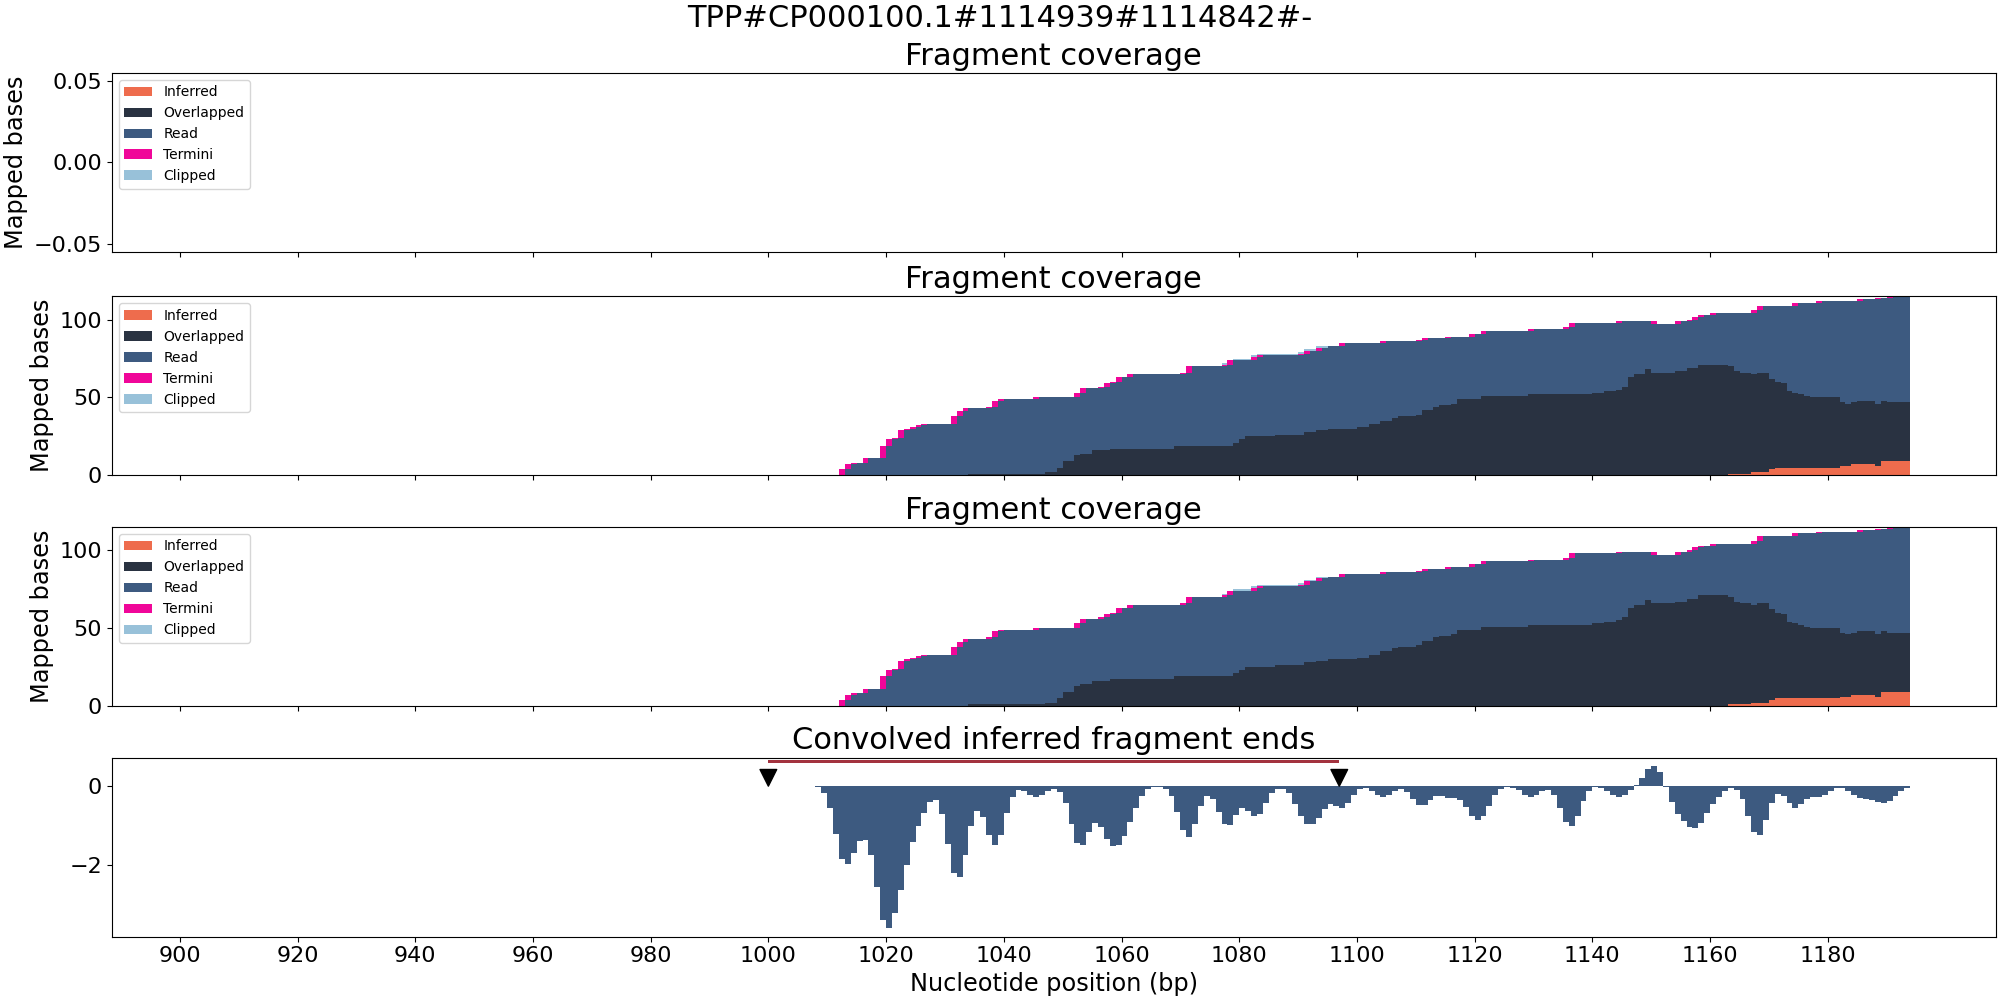 TPP#CP000100.1#1114939#1114842#-
Fragment coverage
Mapped bases
0.05
0.00
−0.05
Inferred
Overlapped
Read
Termini
Clipped
Fragment coverage
Mapped bases
100
50
0
Inferred
Overlapped
Read
Termini
Clipped
Fragment coverage
Mapped bases
100
50
0
Inferred
Overlapped
Read
Termini
Clipped
Convolved inferred fragment ends
0
−2
900 920 940 960 980 1000 1020 1040 1060 1080 1100 1120 1140 1160 1180
Nucleotide position (bp)